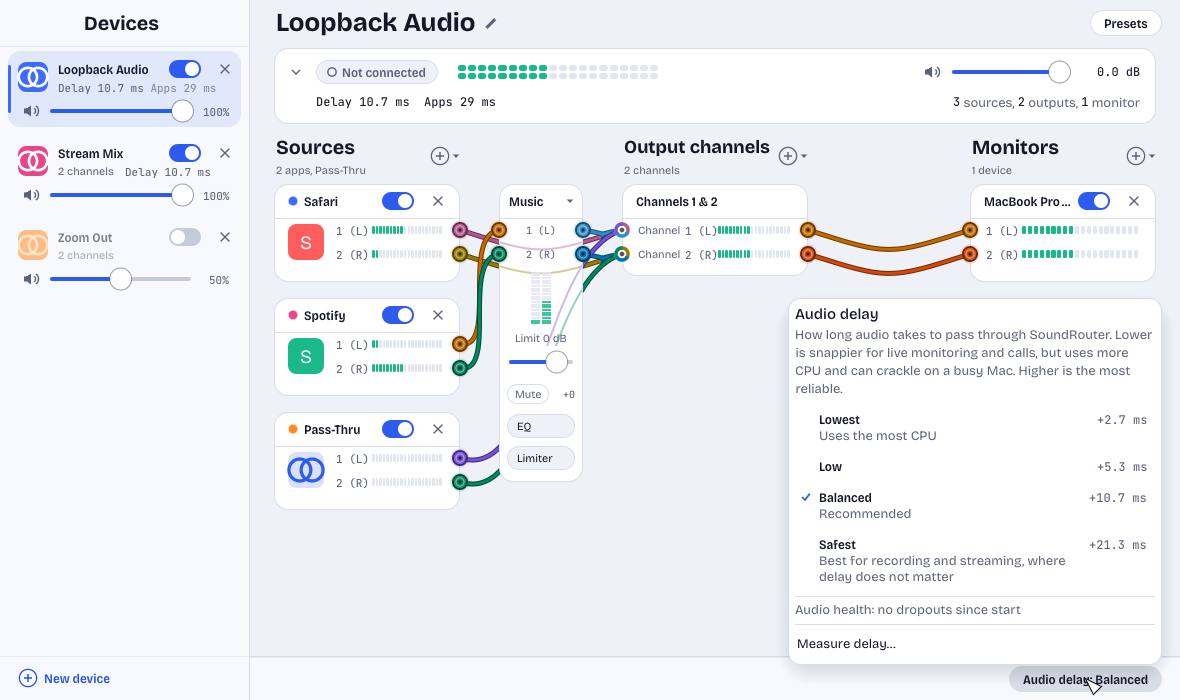 Devices
Loopback Audio
Delay 10.7 ms Apps 29 ms
100%
Stream Mix
2 channels Delay 10.7 ms
100%
Zoom Out
2 channels
50%
New device
Loopback Audio
Presets
Not connected
0.0 dB
Delay 10.7 ms Apps 29 ms
3 sources, 2 outputs, 1 monitor
Sources
2 apps, Pass-Thru
Output channels
2 channels
Monitors
1 device
Safari
S
1 (L)
2 (R)
Spotify
S
1 (L)
2 (R)
Pass-Thru
1 (L)
2 (R)
Music
1 (L)
2 (R)
Limit 0 dB
Mute +0
EQ
Limiter
Channels 1 & 2
Channel 1 (L)
Channel 2 (R)
MacBook Pro…
1 (L)
2 (R)
Audio delay
How long audio takes to pass through SoundRouter. Lower
is snappier for live monitoring and calls, but uses more
CPU and can crackle on a busy Mac. Higher is the most
reliable.
Lowest +2.7 ms
Uses the most CPU
Low +5.3 ms
Balanced +10.7 ms
Recommended
Safest +21.3 ms
Best for recording and streaming, where
delay does not matter
Audio health: no dropouts since start
Measure delay…
Audio delay: Balanced